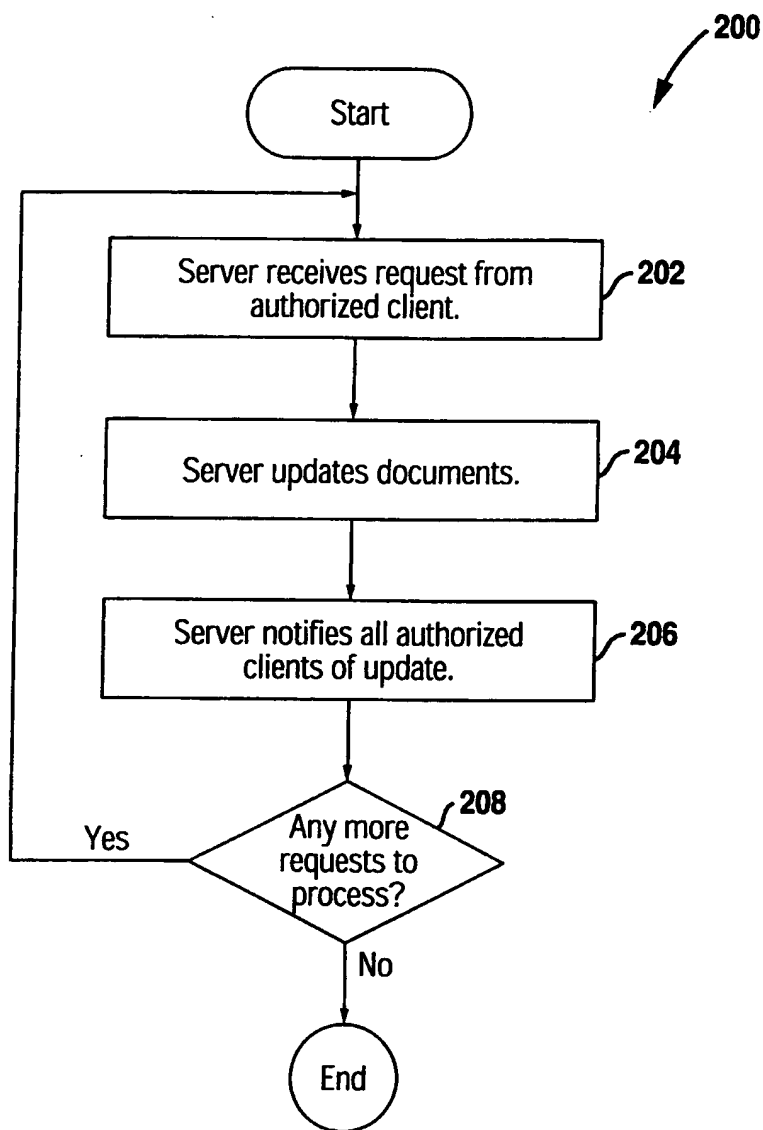 200
Start
Server receives request from
authorized client.
202
Server updates documents.
204
Server notifies all authorized
clients of update.
206
208
Any more
requests to
process?
Yes
No
End